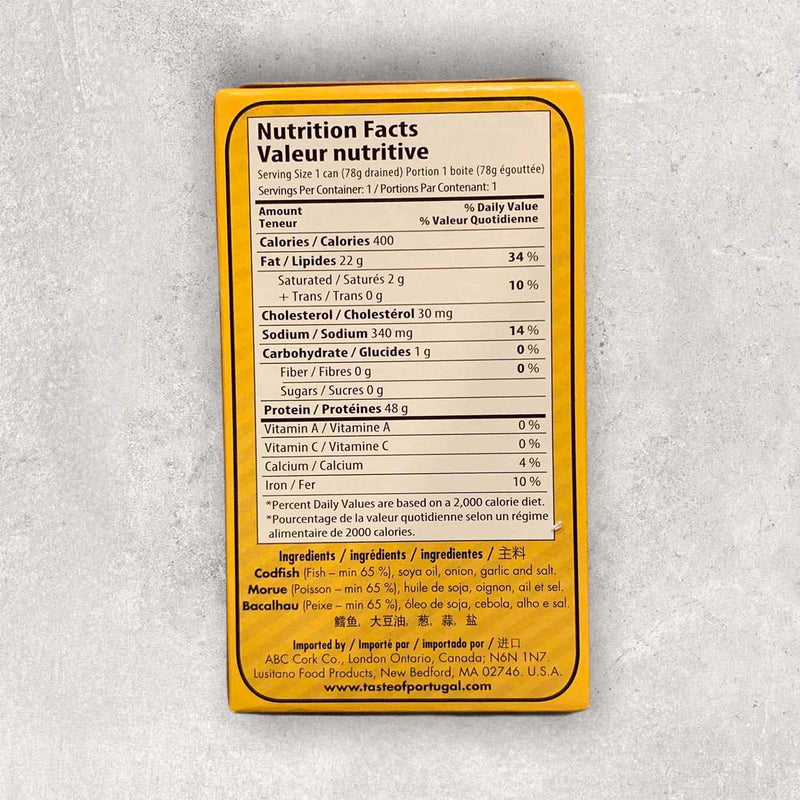 Nutrition Facts
Valeur nutritive
Serving Size 1 can (78g drained) Portion 1 boite (78g égouttée)
Servings Per Container: 1 / Portions Par Contenant: 1
Amount % Daily Value
Teneur % Valeur Quotidienne
Calories / Calories 400
Fat / Lipides 22 g 34 %
Saturated / Saturés 2 g
+ Trans / Trans 0 g 10 %
Cholesterol / Cholestérol 30 mg
Sodium / Sodium 340 mg 14 %
Carbohydrate / Glucides 1 g 0 %
Fiber / Fibres 0 g 0 %
Sugars / Sucres 0 g
Protein / Protéines 48 g
Vitamin A / Vitamine A 0 %
Vitamin C / Vitamine C 0 %
Calcium / Calcium 4 %
Iron / Fer 10 %
*Percent Daily Values are based on a 2,000 calorie diet.
*Pourcentage de la valeur quotidienne selon un régime
alimentaire de 2000 calories.
Ingredients / ingrédients / ingredientes / 主料
Codfish (Fish – min 65 %), soya oil, onion, garlic and salt.
Morue (Poisson – min 65 %), huile de soja, oignon, ail et sel.
Bacalhau (Peixe – min 65 %), óleo de soja, cebola, alho e sal.
鳕鱼, 大豆油, 葱, 蒜, 盐
Imported by / Importé par / importado por / 进口
ABC Cork Co., London Ontario, Canada; N6N 1N7.
Lusitano Food Products, New Bedford, MA 02746. U.S.A.
www.tasteofportugal.com